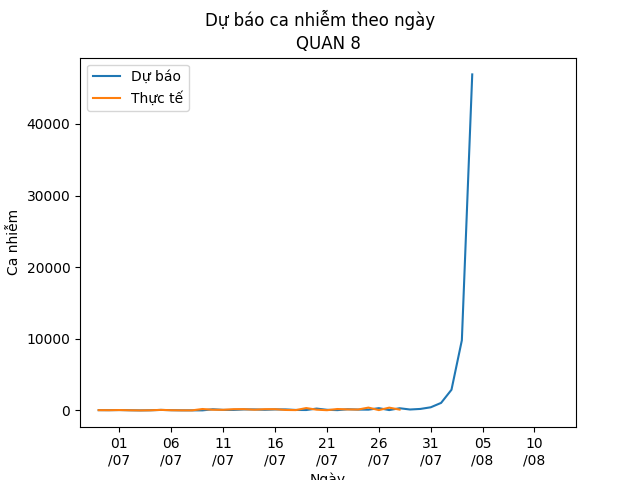 Dự báo ca nhiễm theo ngày
QUAN 8
Dự báo
Thực tế
Ca nhiễm
40000
30000
20000
10000
0
01 06 11 16 21 26 31 05 10
/07 /07 /07 /07 /07 /07 /07 /08 /08
Ngày